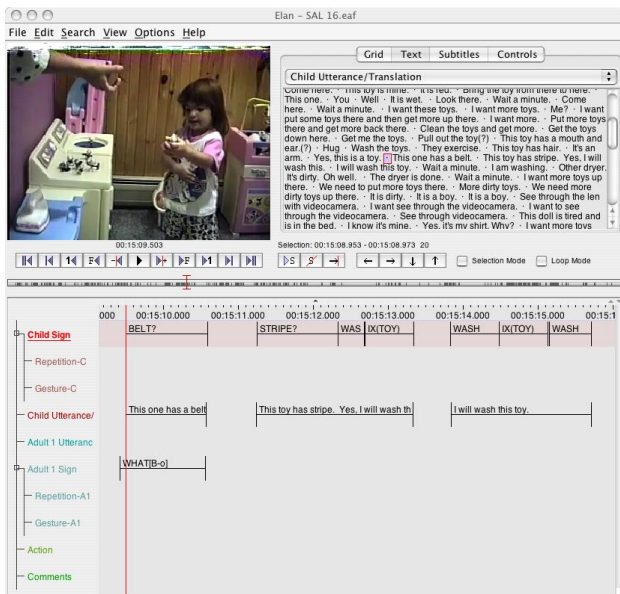 Elan – SAL 16.eaf
File Edit Search View Options Help
Grid Text Subtitles Controls
Child Utterance/Translation
Come here. · This toy is mine. · It is red. · Bring the toy from there to here. ·
This one. · You · Well · It is wet. · Look there. · Wait a minute. · Come
here. · Wait a minute. · I want these toys. · I want more toys. · Me? · I want
put some toys there and then get more up there. · I want more. · Put more toys
there and get more back there. · Clean the toys and get more. · Get the toys
down here. · Get me the toys. · Pull out the toy(?) · This toy has a mouth and
ear.(?) · Hug · Wash the toys. · They exercise. · This toy has hair. · It's an
arm. · Yes, this is a toy. · This one has a belt. · This toy has stripe. Yes, I will
wash this. · I will wash this toy. · Wait a minute. · I am washing. · Other dryer.
It's dirty. Oh well. · The dryer is done. · Wait a minute. · I want more toys up
there. · We need to put more toys there. · More dirty toys. · We need more
dirty toys up there. · It is dirty. · It is a boy. · It is a boy. · See through the len
with videocamera. · I want see through the videocamera. · I want to see
through the videocamera. · See through videocamera. · This doll is tired and
is in the bed. · I know it's mine. · Yes, it's my shirt. Why? · I want more toys
00:15:09.503
Selection: 00:15:08.953 - 00:15:08.973 20
Selection Mode Loop Mode
000 00:15:10.000 00:15:11.000 00:15:12.000 00:15:13.000 00:15:14.000 00:15:15.000 00:15:1
Child Sign BELT? STRIPE? WAS IX(TOY) WASH IX(TOY) WASH
Repetition-C
Gesture-C
Child Utterance/ This one has a belt This toy has stripe. Yes, I will wash th I will wash this toy.
Adult 1 Utteranc
Adult 1 Sign WHAT[B-o]
Repetition-A1
Gesture-A1
Action
Comments